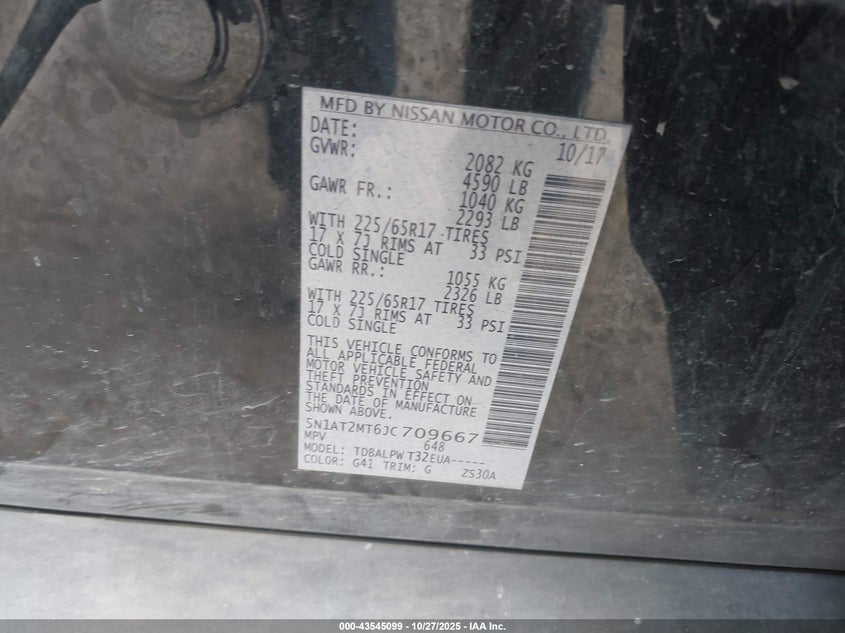 MFD BY NISSAN MOTOR CO., LTD.
DATE: 10/17
GVWR: 2082 KG
4590 LB
GAWR FR.: 1040 KG
2293 LB
WITH 225/65R17 TIRES
17 X 7J RIMS AT 33 PSI
COLD SINGLE
GAWR RR.: 1055 KG
2326 LB
WITH 225/65R17 TIRES
17 X 7J RIMS AT 33 PSI
COLD SINGLE
THIS VEHICLE CONFORMS TO
ALL APPLICABLE FEDERAL
MOTOR VEHICLE SAFETY AND
THEFT PREVENTION
STANDARDS IN EFFECT ON
THE DATE OF MANUFACTURE
SHOWN ABOVE.
5N1AT2MT6JC709667
MPV 648
MODEL: TDBALPW T32EUA-----
COLOR: G41 TRIM: G ZS30A
000-43545099 | 10/27/2025 - IAA Inc.